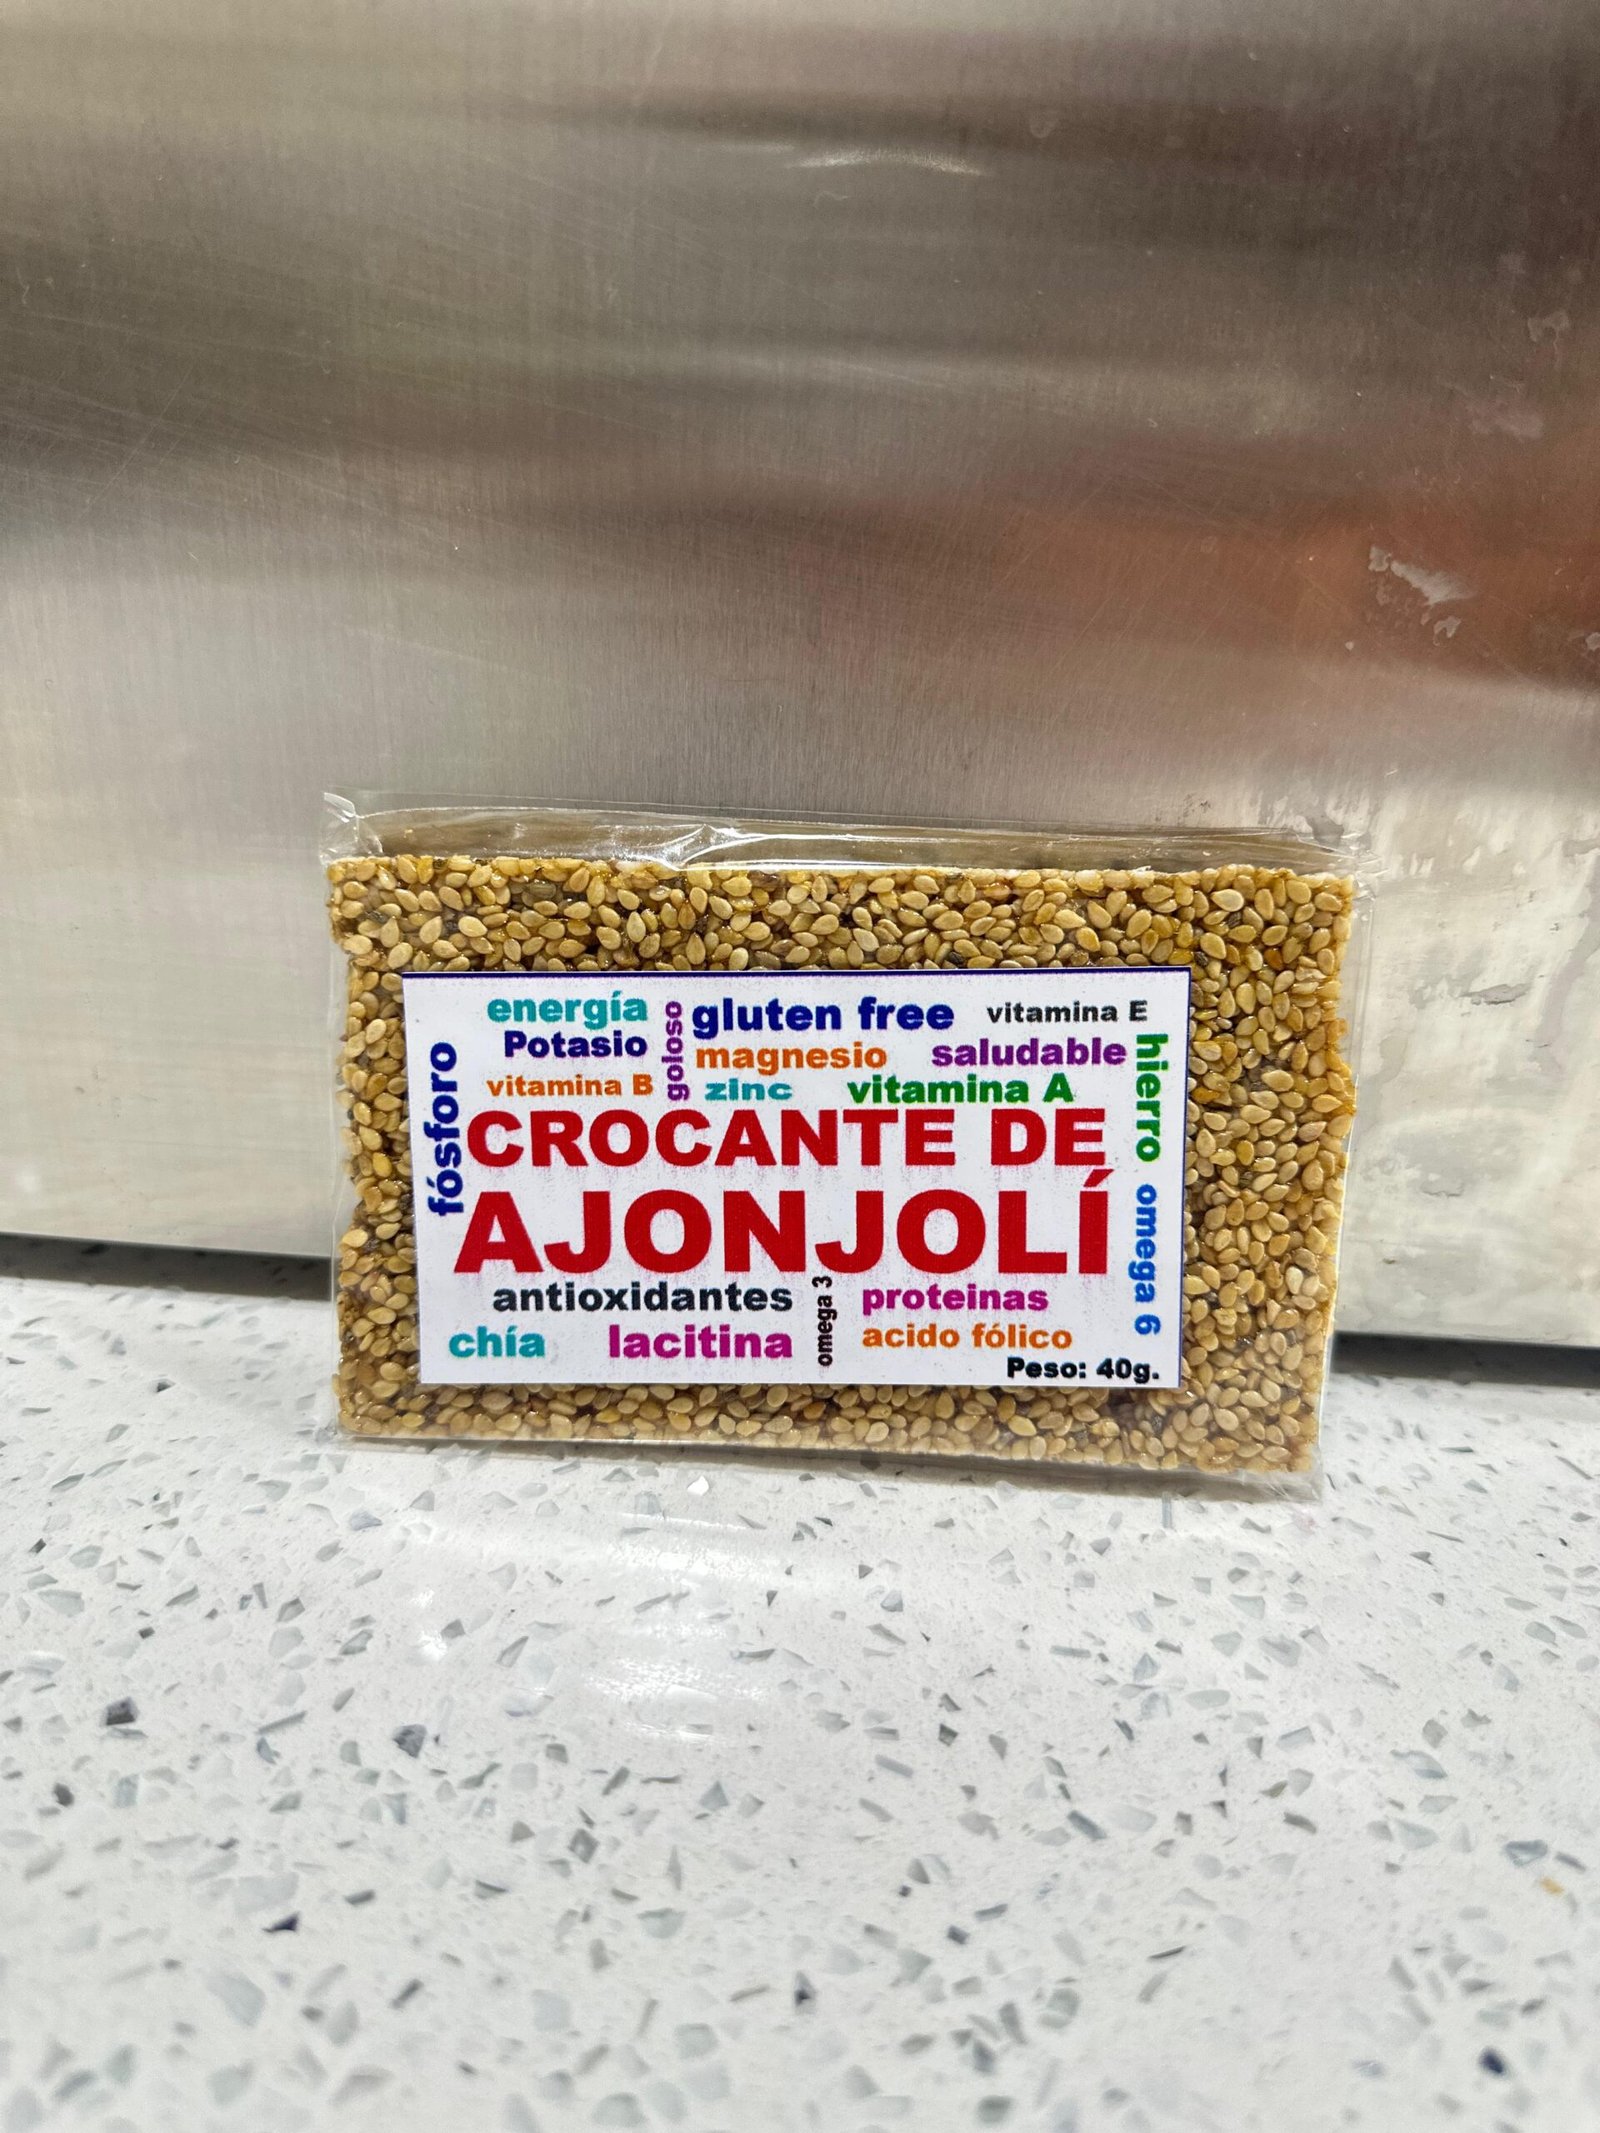 energía
goloso
gluten free
vitamina E
Potasio
magnesio
saludable
hierro
fósforo
vitamina B
zinc
vitamina A
CROCANTE DE
AJONJOLÍ
omega 6
antioxidantes
omega 3
proteinas
chía
lacitina
acido fólico
Peso: 40g.